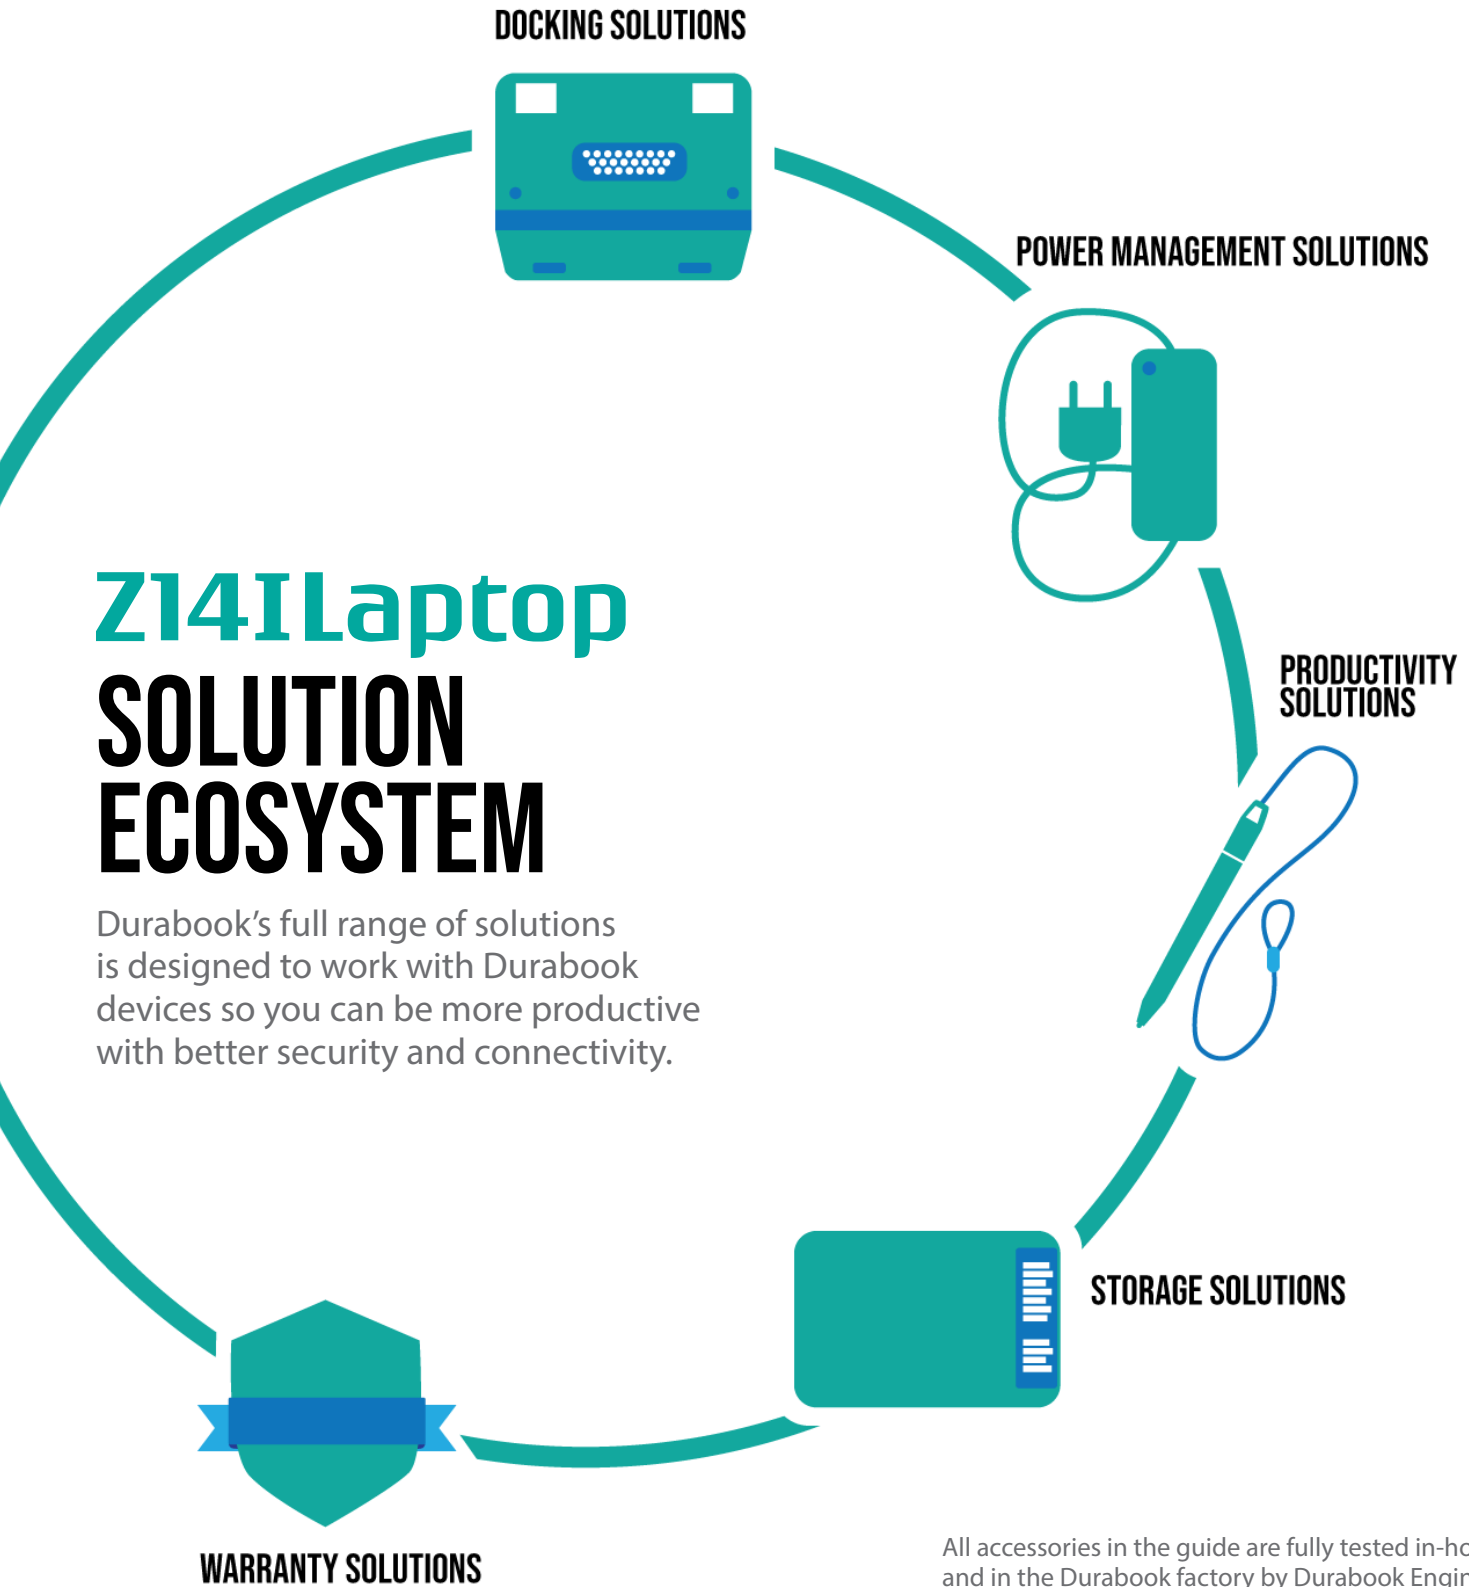 DOCKING SOLUTIONS
POWER MANAGEMENT SOLUTIONS
PRODUCTIVITY
SOLUTIONS
Z14I Laptop
SOLUTION
ECOSYSTEM
Durabook's full range of solutions
is designed to work with Durabook
devices so you can be more productive
with better security and connectivity.
STORAGE SOLUTIONS
WARRANTY SOLUTIONS
All accessories in the guide are fully tested
and in the Durabook factory by Durabook